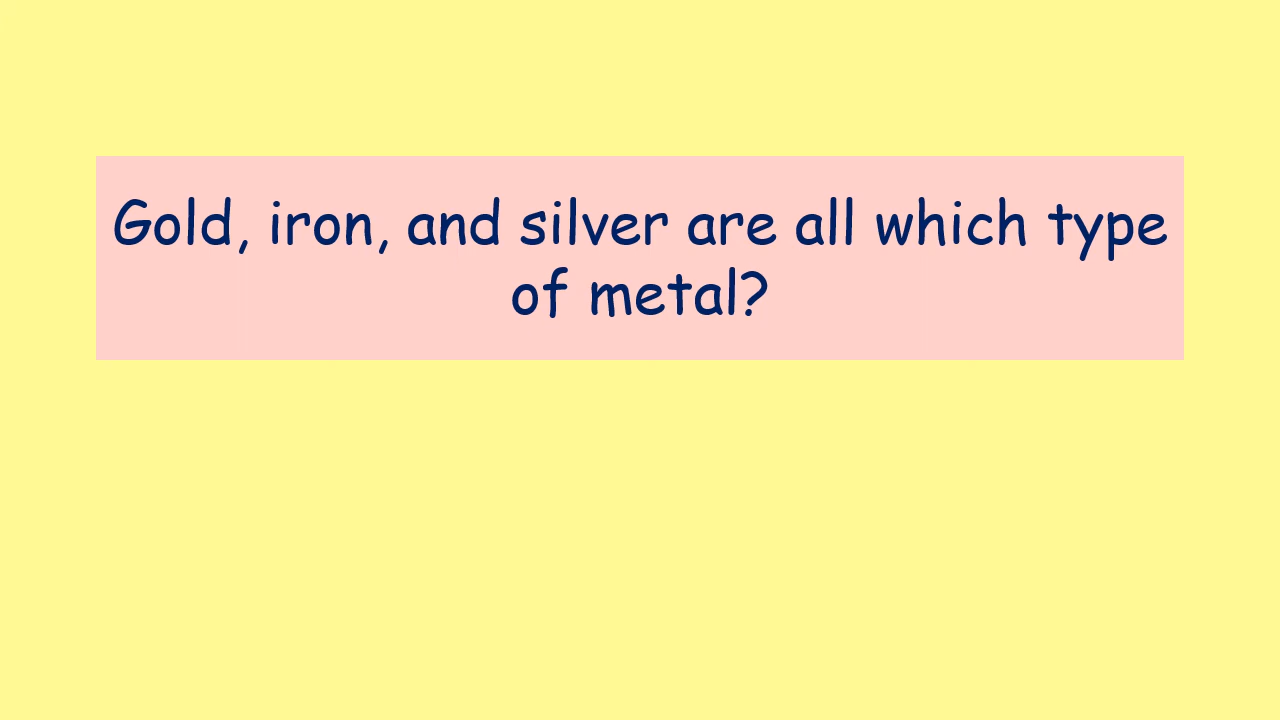 Gold, iron, and silver are all which type
of metal?